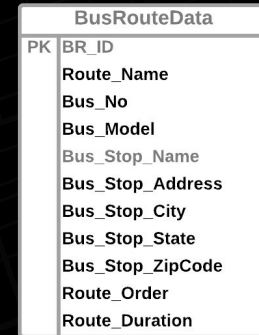 BusRouteData
PK BR_ID
Route_Name
Bus_No
Bus_Model
Bus_Stop_Name
Bus_Stop_Address
Bus_Stop_City
Bus_Stop_State
Bus_Stop_ZipCode
Route_Order
Route_Duration